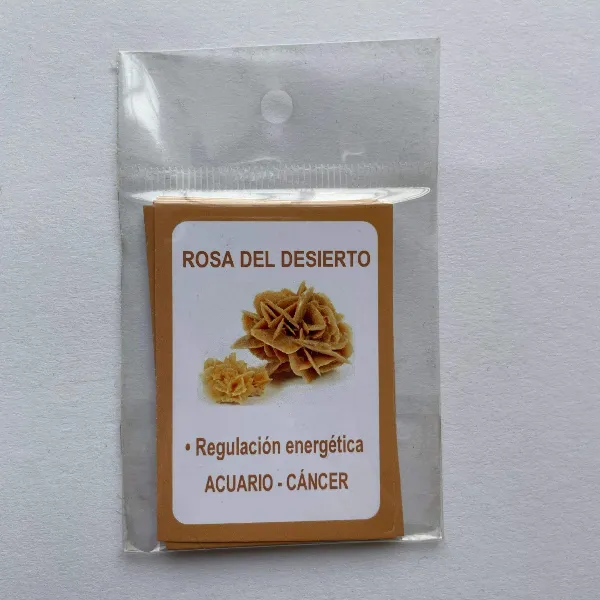 ROSA DEL DESIERTO
• Regulación energética
ACUARIO - CÁNCER